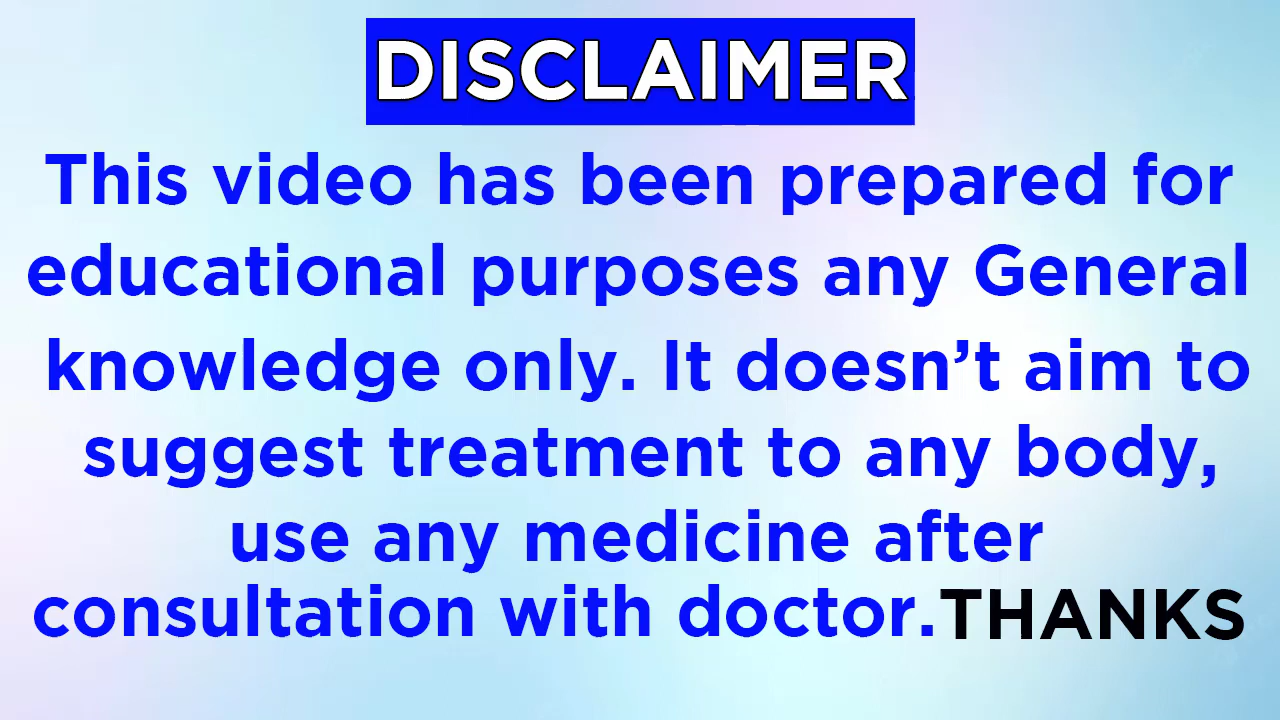 DISCLAIMER
This video has been prepared for
educational purposes any General
knowledge only. It doesn’t aim to
suggest treatment to any body,
use any medicine after
consultation with doctor.THANKS